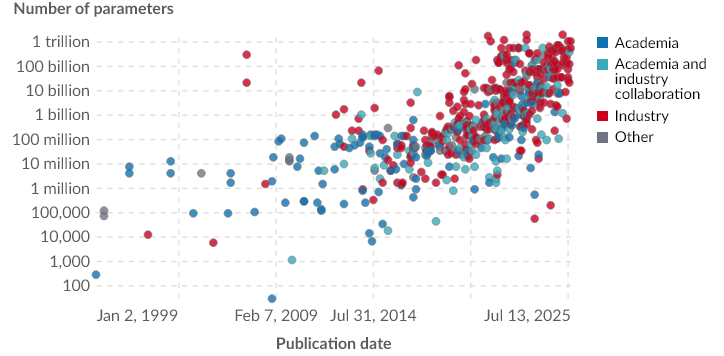 Number of parameters
1 trillion
100 billion
10 billion
1 billion
100 million
10 million
1 million
100,000
10,000
1,000
100
Jan 2, 1999
Feb 7, 2009
Jul 31, 2014
Jul 13, 2025
Publication date
Academia
Academia and
industry
collaboration
Industry
Other